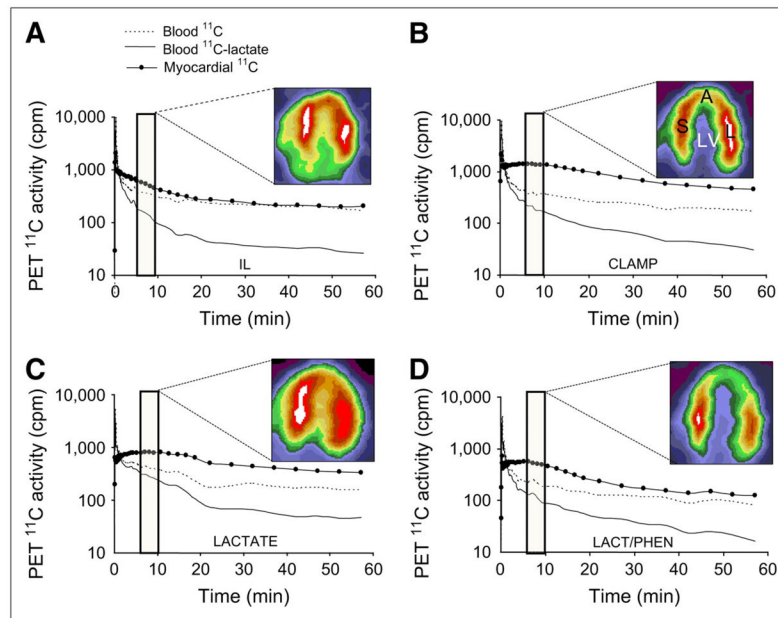 A
Blood ¹¹C
Blood ¹¹C-lactate
Myocardial ¹¹C
PET ¹¹C activity (cpm)
10,000
1,000
100
10
0 10 20 30 40 50 60
Time (min)
IL
B
A
S
L
LV
PET ¹¹C activity (cpm)
10,000
1,000
100
10
0 10 20 30 40 50 60
Time (min)
CLAMP
C
PET ¹¹C activity (cpm)
10,000
1,000
100
10
0 10 20 30 40 50 60
Time (min)
LACTATE
D
PET ¹¹C activity (cpm)
10,000
1,000
100
10
0 10 20 30 40 50 60
Time (min)
LACT/PHEN